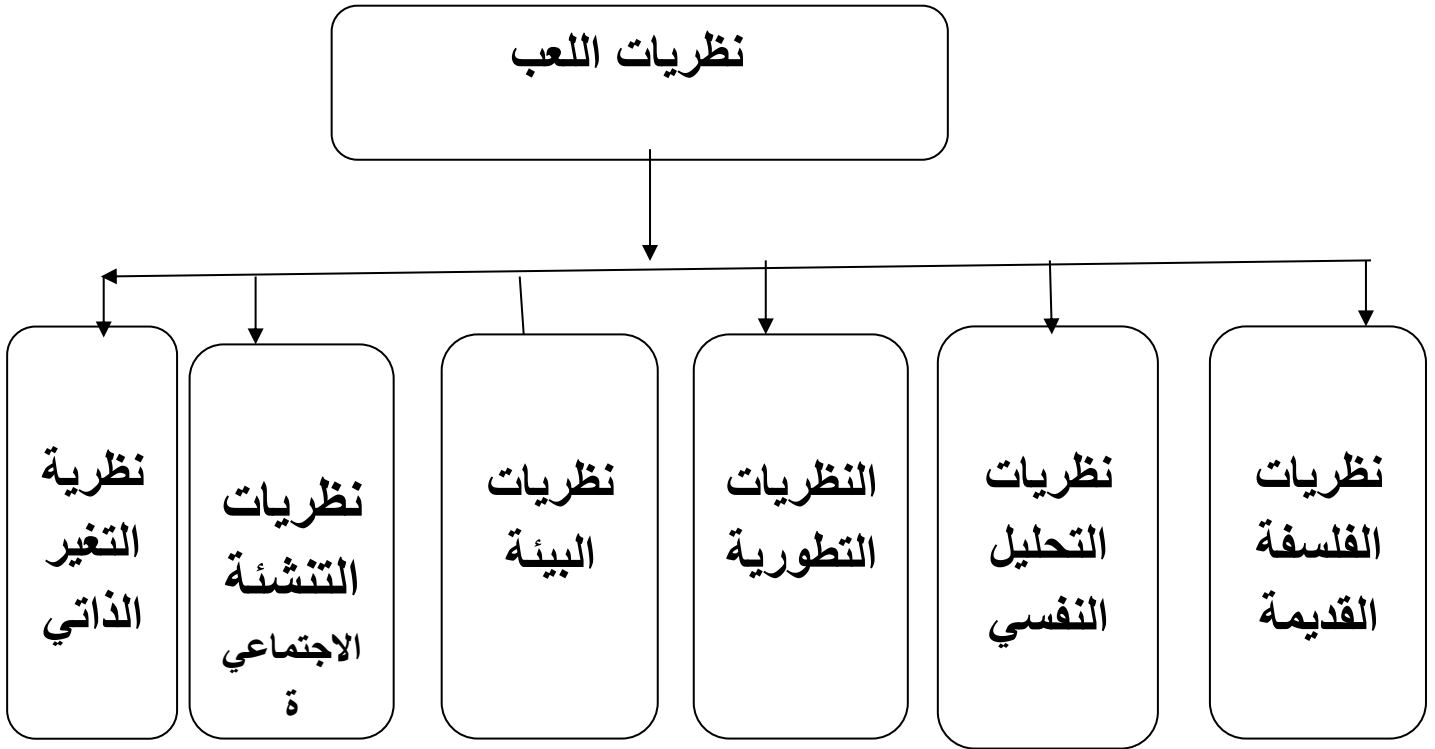 نظريات اللعب
نظريات
الفلسفة
القديمة
نظريات
التحليل
النفسي
النظريات
التطورية
نظريات
البيئة
نظريات
التنشئة
الاجتماعي
ة
نظرية
التغير
الذاتي